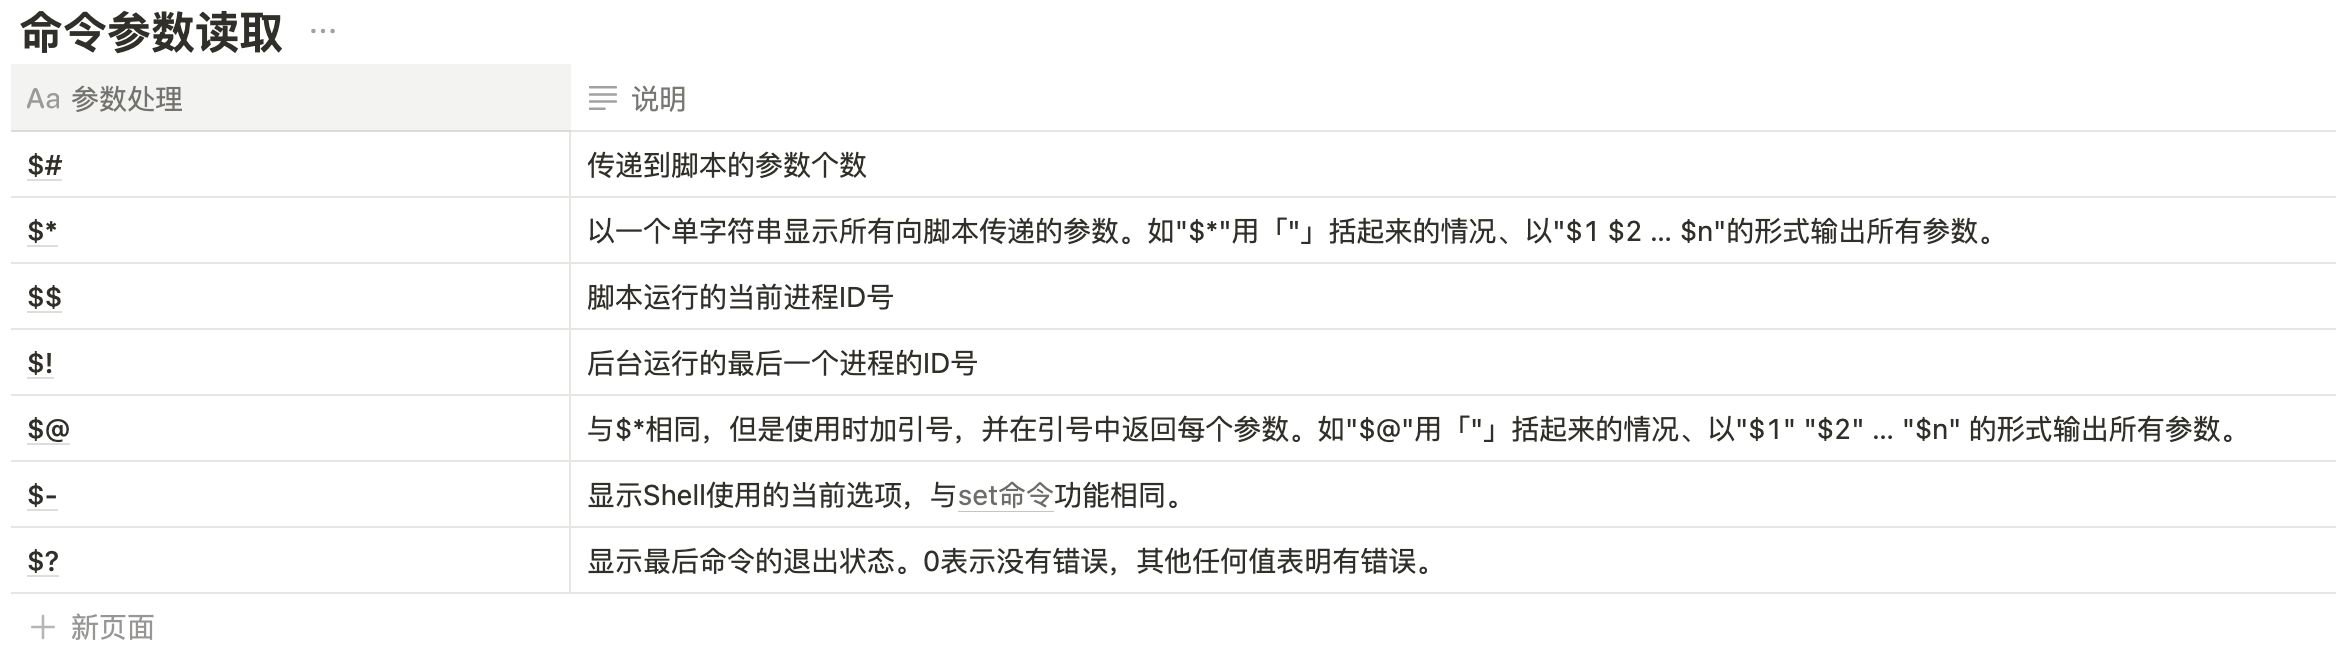 命令参数读取 ...
Aa 参数处理 说明
$# 传递到脚本的参数个数
$* 以一个单字符串显示所有向脚本传递的参数。如"$*"用「"」括起来的情况、以"$1 $2 … $n"的形式输出所有参数。
$$ 脚本运行的当前进程ID号
$! 后台运行的最后一个进程的ID号
$@ 与$*相同，但是使用时加引号，并在引号中返回每个参数。如"$@"用「"」括起来的情况、以"$1" "$2" … "$n" 的形式输出所有参数。
$- 显示Shell使用的当前选项，与set命令功能相同。
$? 显示最后命令的退出状态。0表示没有错误，其他任何值表明有错误。
+ 新页面